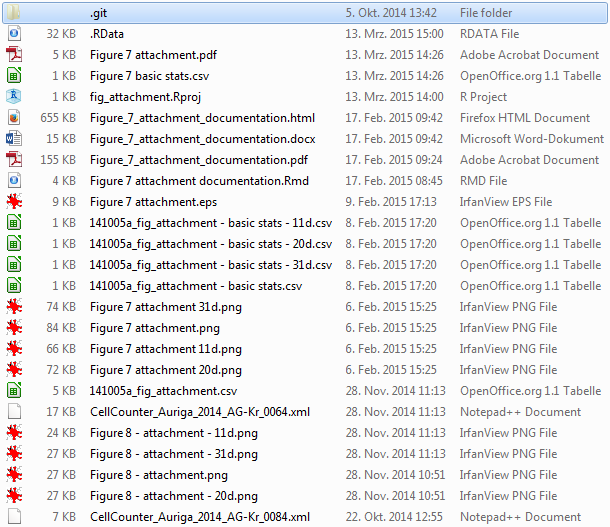 .git 5. Okt. 2014 13:42 File folder
32 KB .RData 13. Mrz. 2015 15:00 RDATA File
5 KB Figure 7 attachment.pdf 13. Mrz. 2015 14:26 Adobe Acrobat Document
1 KB Figure 7 basic stats.csv 13. Mrz. 2015 14:26 OpenOffice.org 1.1 Tabelle
1 KB fig_attachment.Rproj 13. Mrz. 2015 14:00 R Project
655 KB Figure_7_attachment_documentation.html 17. Feb. 2015 09:42 Firefox HTML Document
15 KB Figure_7_attachment_documentation.docx 17. Feb. 2015 09:42 Microsoft Word-Dokument
155 KB Figure_7_attachment_documentation.pdf 17. Feb. 2015 09:24 Adobe Acrobat Document
4 KB Figure 7 attachment documentation.Rmd 17. Feb. 2015 08:45 RMD File
9 KB Figure 7 attachment.eps 9. Feb. 2015 17:13 IrfanView EPS File
1 KB 141005a_fig_attachment - basic stats - 11d.csv 8. Feb. 2015 17:20 OpenOffice.org 1.1 Tabelle
1 KB 141005a_fig_attachment - basic stats - 20d.csv 8. Feb. 2015 17:20 OpenOffice.org 1.1 Tabelle
1 KB 141005a_fig_attachment - basic stats - 31d.csv 8. Feb. 2015 17:20 OpenOffice.org 1.1 Tabelle
1 KB 141005a_fig_attachment - basic stats.csv 8. Feb. 2015 17:20 OpenOffice.org 1.1 Tabelle
74 KB Figure 7 attachment 31d.png 6. Feb. 2015 15:25 IrfanView PNG File
84 KB Figure 7 attachment.png 6. Feb. 2015 15:25 IrfanView PNG File
66 KB Figure 7 attachment 11d.png 6. Feb. 2015 15:25 IrfanView PNG File
72 KB Figure 7 attachment 20d.png 6. Feb. 2015 15:25 IrfanView PNG File
5 KB 141005a_fig_attachment.csv 28. Nov. 2014 11:13 OpenOffice.org 1.1 Tabelle
17 KB CellCounter_Auriga_2014_AG-Kr_0064.xml 28. Nov. 2014 11:13 Notepad++ Document
24 KB Figure 8 - attachment - 11d.png 28. Nov. 2014 11:13 IrfanView PNG File
27 KB Figure 8 - attachment - 31d.png 28. Nov. 2014 11:13 IrfanView PNG File
27 KB Figure 8 - attachment.png 28. Nov. 2014 10:51 IrfanView PNG File
27 KB Figure 8 - attachment - 20d.png 28. Nov. 2014 10:51 IrfanView PNG File
7 KB CellCounter_Auriga_2014_AG-Kr_0084.xml 22. Okt. 2014 12:55 Notepad++ Document